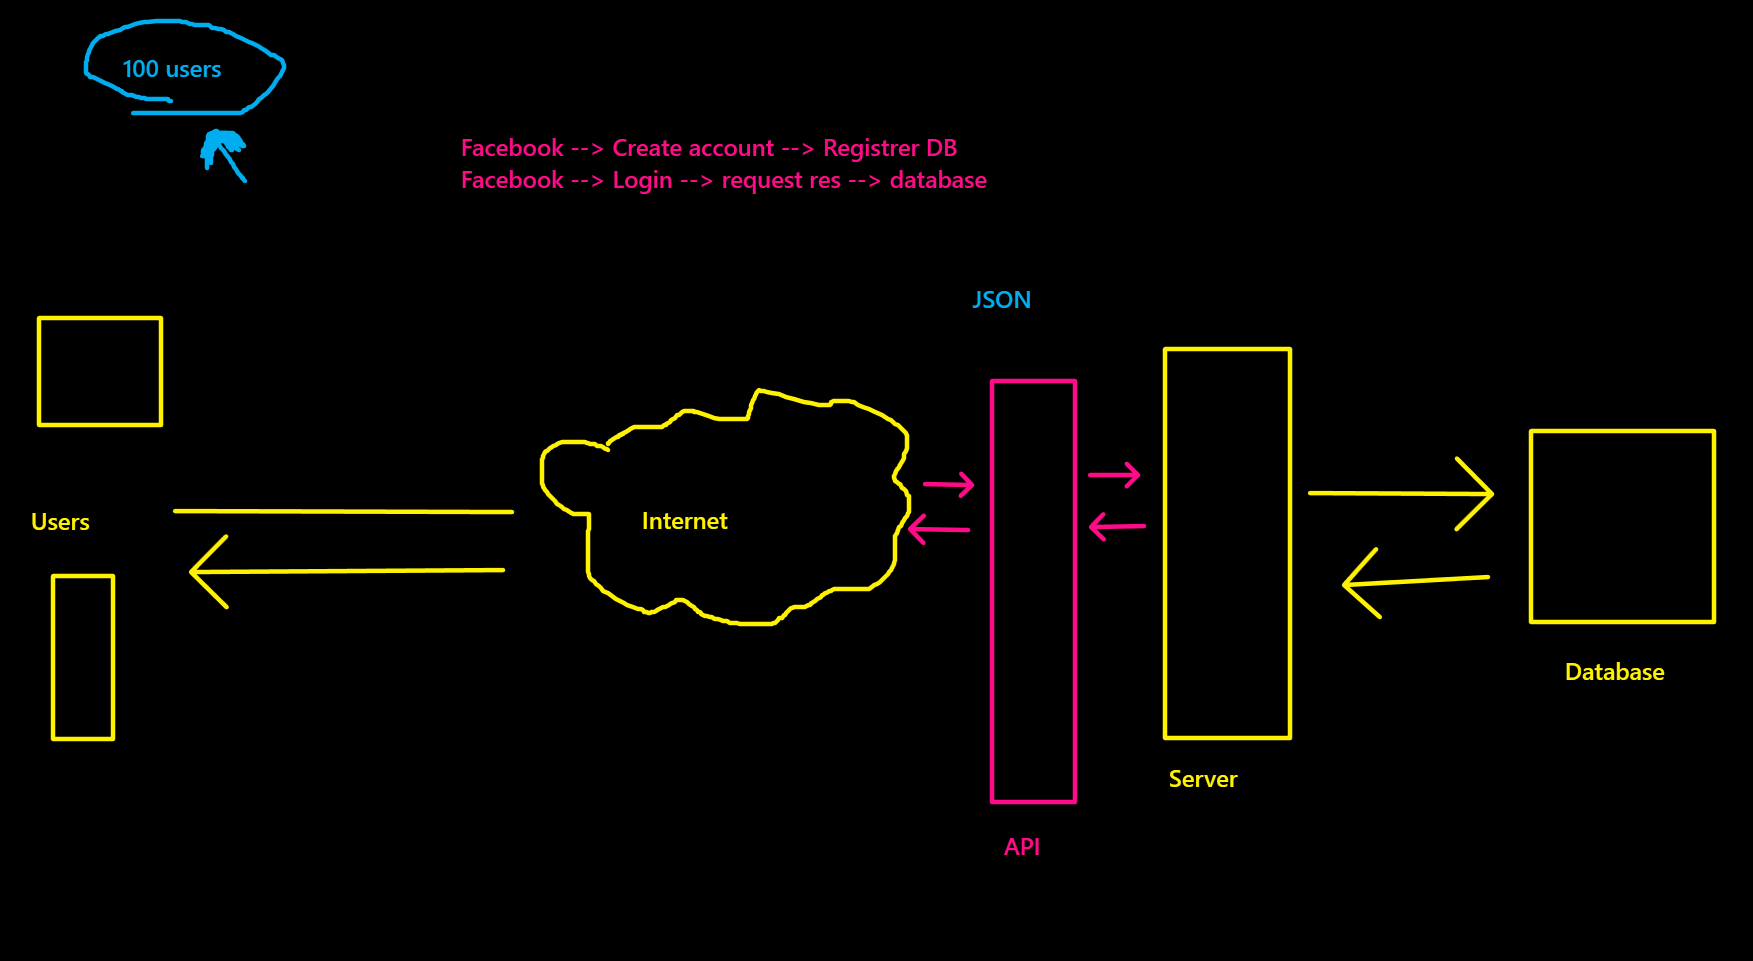 100 users
Facebook --> Create account --> Registrer DB
Facebook --> Login --> request res --> database
JSON
Users
Internet
Database
Server
API